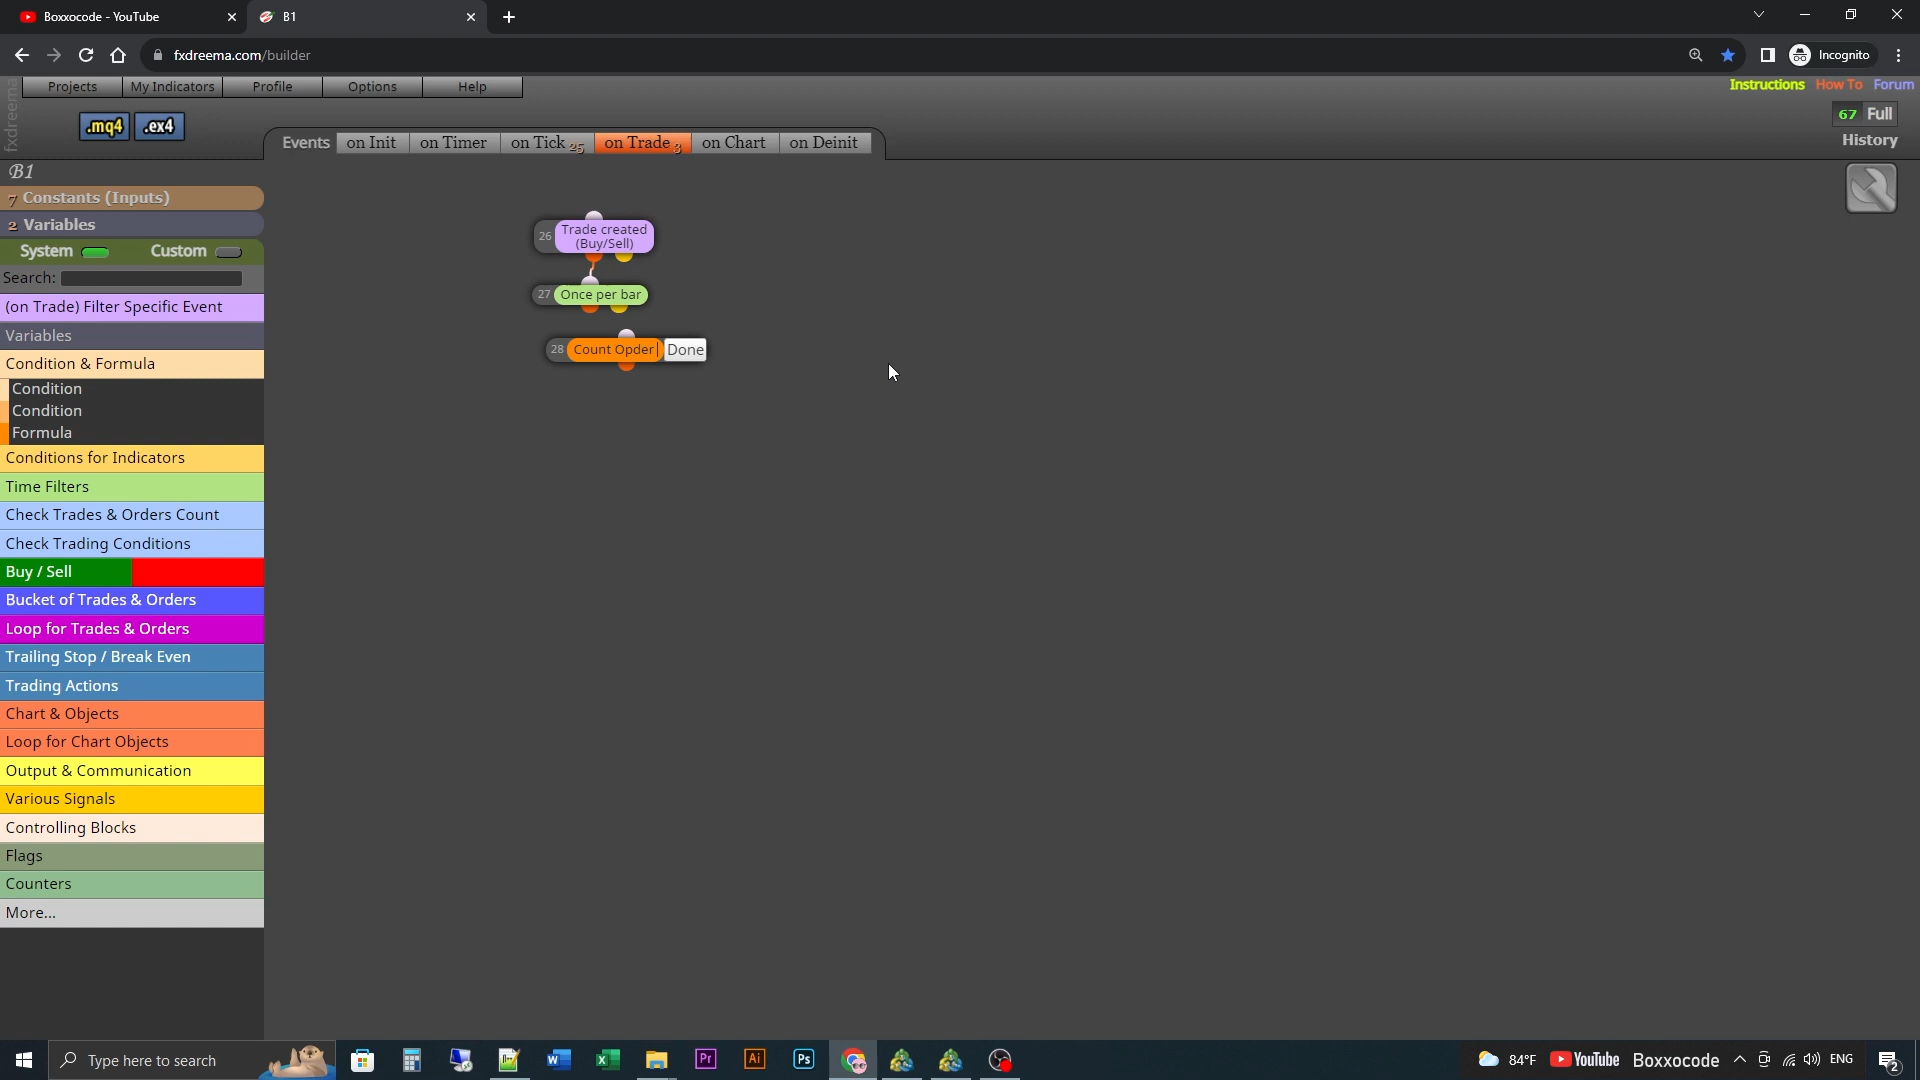 Boxxocode - YouTube
B1
fxdreema.com/builder
Incognito
Projects
My Indicators
Profile
Options
Help
Instructions
How To
Forum
fxdreema
.mq4
.ex4
67 Full
History
Events
on Init
on Timer
on Tick 25
on Trade 3
on Chart
on Deinit
B1
7 Constants (Inputs)
2 Variables
System
Custom
Search:
(on Trade) Filter Specific Event
Variables
Condition & Formula
Condition
Condition
Formula
Conditions for Indicators
Time Filters
Check Trades & Orders Count
Check Trading Conditions
Buy / Sell
Bucket of Trades & Orders
Loop for Trades & Orders
Trailing Stop / Break Even
Trading Actions
Chart & Objects
Loop for Chart Objects
Output & Communication
Various Signals
Controlling Blocks
Flags
Counters
More...
26
Trade created
(Buy/Sell)
27
Once per bar
28
Count Opder
Done
Type here to search
Pr
Ai
Ps
84°F
YouTube
Boxxocode
ENG
2